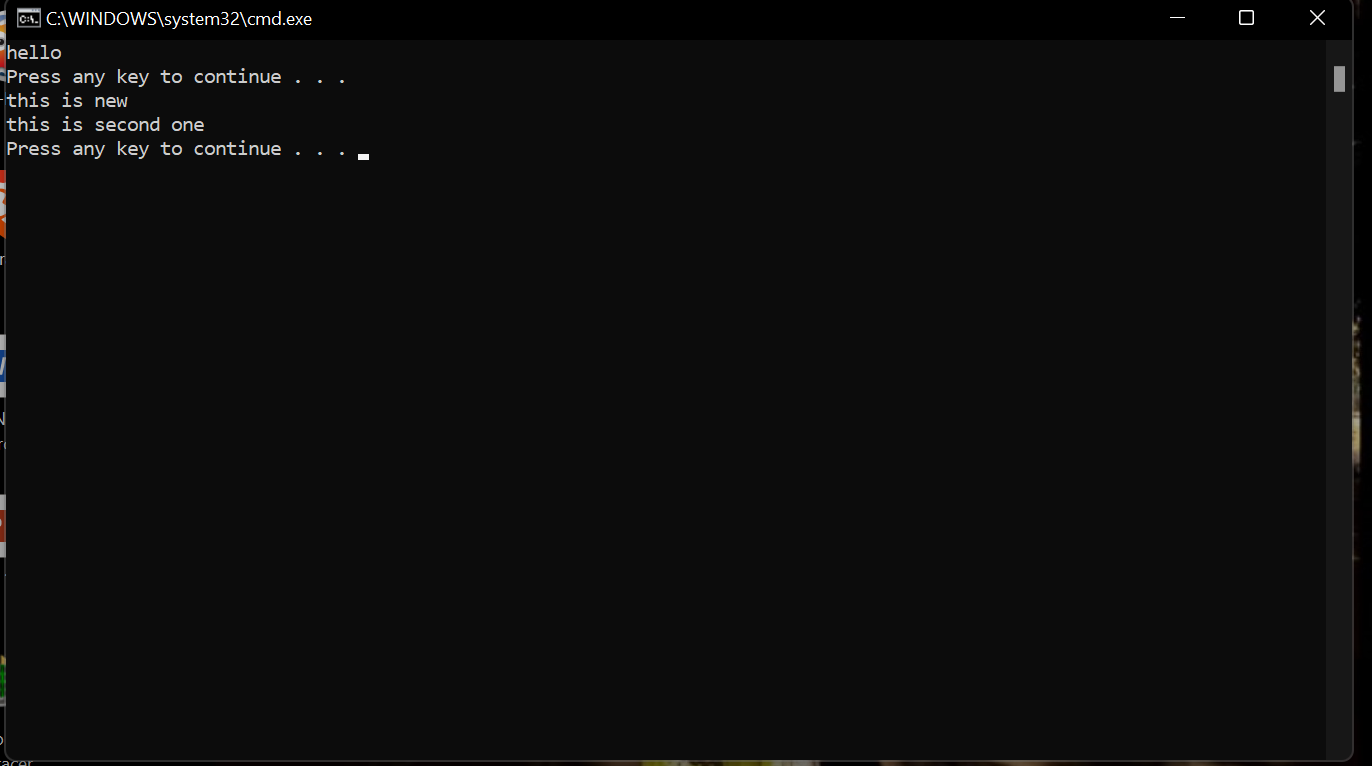 C:\WINDOWS\system32\cmd.exe
hello
Press any key to continue . . .
this is new
this is second one
Press any key to continue . . .